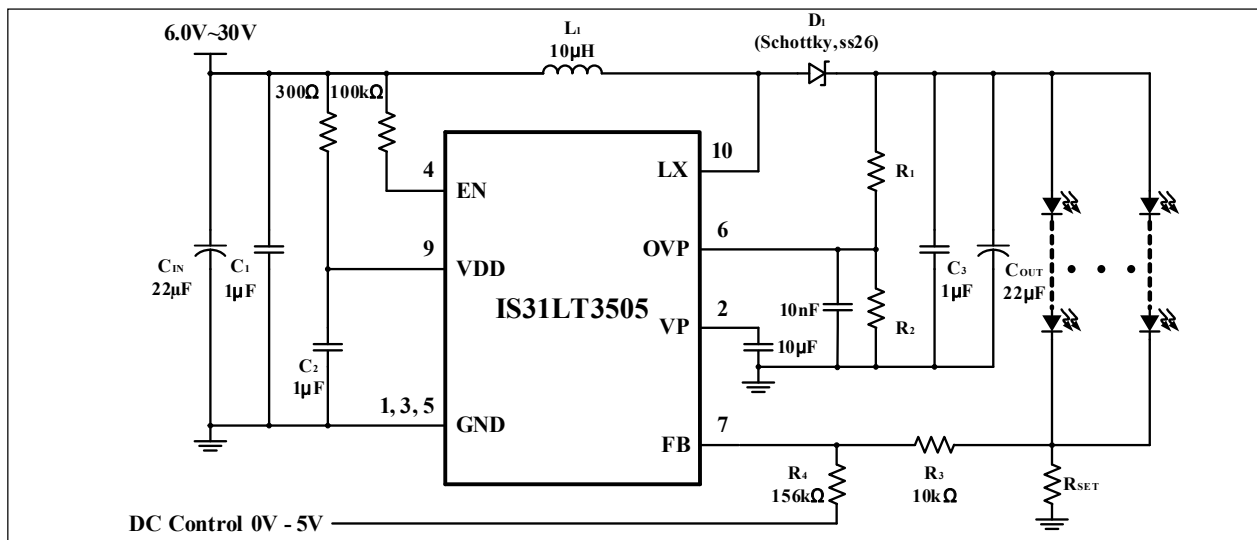 6.0V~30V
L1
10μH
D1
(Schottky,ss26)
300Ω
100kΩ
4
EN
10
LX
R1
6
OVP
9
VDD
CIN
22μF
C1
1μF
IS31LT3505
10nF
R2
C3
1μF
COUT
22μF
2
VP
10μF
C2
1μF
1, 3, 5
GND
7
FB
R4
156kΩ
R3
10kΩ
RSET
DC Control 0V - 5V